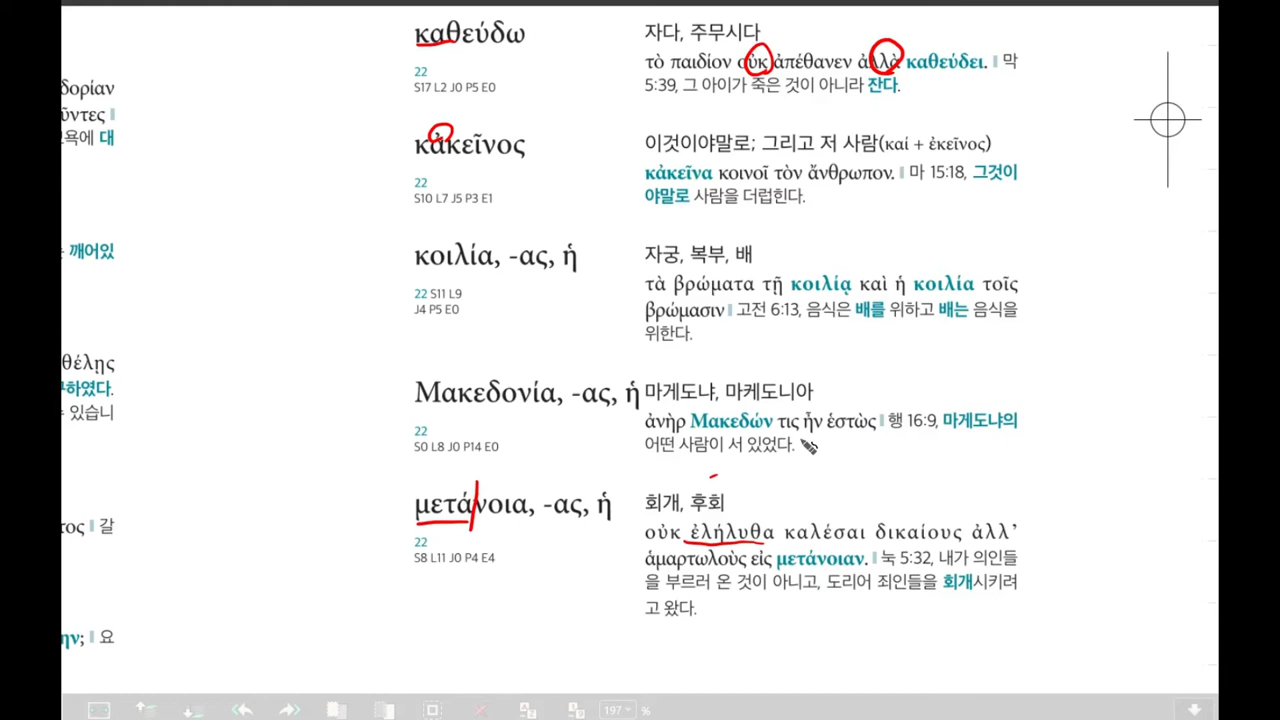 δορίαν
ῦντες
욕에 대
깨어있
θέλῃς
구하였다.
수 있습니
τος 갈
ην; 요
καθεύδω
22
S17 L2 J0 P5 E0
자다, 주무시다
τὸ παιδίον οὐκ ἀπέθανεν ἀλλὰ καθεύδει. 막
5:39, 그 아이가 죽은 것이 아니라 잔다.
κἀκεῖνος
22
S10 L7 J5 P3 E1
이것이야말로; 그리고 저 사람(καί + ἐκεῖνος)
κἀκεῖνα κοινοῖ τὸν ἄνθρωπον. 마 15:18, 그것이
야말로 사람을 더럽힌다.
κοιλία, -ας, ἡ
22 S11 L9
J4 P5 E0
자궁, 복부, 배
τὰ βρώματα τῇ κοιλίᾳ καὶ ἡ κοιλία τοῖς
βρώμασιν 고전 6:13, 음식은 배를 위하고 배는 음식을
위한다.
Μακεδονία, -ας, ἡ
22
S0 L8 J0 P14 E0
마게도냐, 마케도니아
ἀνὴρ Μακεδών τις ἦν ἑστὼς 행 16:9, 마게도냐의
어떤 사람이 서 있었다.
μετάνοια, -ας, ἡ
22
S8 L11 J0 P4 E4
회개, 후회
οὐκ ἐλήλυθα καλέσαι δικαίους ἀλλ’
ἁμαρτωλοὺς εἰς μετάνοιαν. 눅 5:32, 내가 의인들
을 부르러 온 것이 아니고, 도리어 죄인들을 회개시키려
고 왔다.
197 %